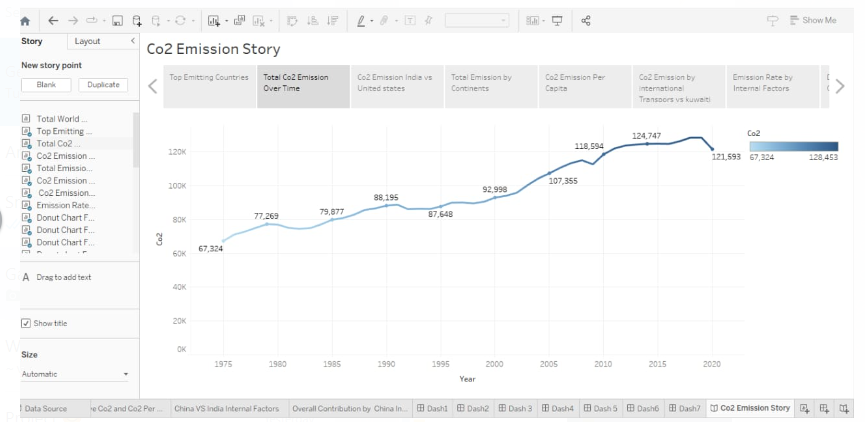 Show Me
Story
Layout
New story point
Blank
Duplicate
Total World ...
Top Emitting ...
Total Co2 ...
Co2 Emission ...
Total Emissio...
Co2 Emission ...
Co2 Emission...
Emission Rate...
Donut Chart F...
Donut Chart F...
Donut Chart F...
A Drag to add text
Show title
Size
Automatic
Co2 Emission Story
Top Emitting Countries
Total Co2 Emission
Over Time
Co2 Emission India vs
United states
Total Emission by
Continents
Co2 Emission Per
Capita
Co2 Emission by
international
Transpors vs kuwaiti
Emission Rate by
Internal Factors
120K
100K
80K
60K
40K
20K
0K
Co2
67,324
77,269
79,877
88,195
87,648
92,998
107,355
118,594
124,747
121,593
1975 1980 1985 1990 1995 2000 2005 2010 2015 2020
Year
Co2
67,324 128,453
Data Source
e Co2 and Co2 Per ...
China VS India Internal Factors
Overall Contribution by China In...
Dash1
Dash2
Dash 3
Dash4
Dash 5
Dash6
Dash7
Co2 Emission Story